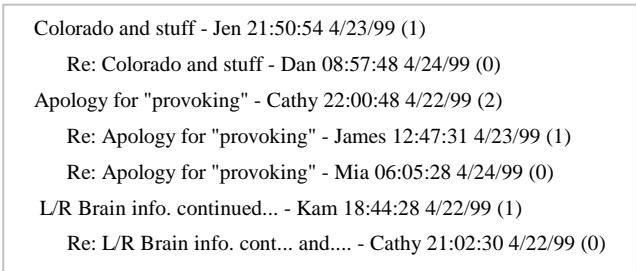 Colorado and stuff - Jen 21:50:54 4/23/99 (1)
Re: Colorado and stuff - Dan 08:57:48 4/24/99 (0)
Apology for "provoking" - Cathy 22:00:48 4/22/99 (2)
Re: Apology for "provoking" - James 12:47:31 4/23/99 (1)
Re: Apology for "provoking" - Mia 06:05:28 4/24/99 (0)
L/R Brain info. continued... - Kam 18:44:28 4/22/99 (1)
Re: L/R Brain info. cont... and.... - Cathy 21:02:30 4/22/99 (0)